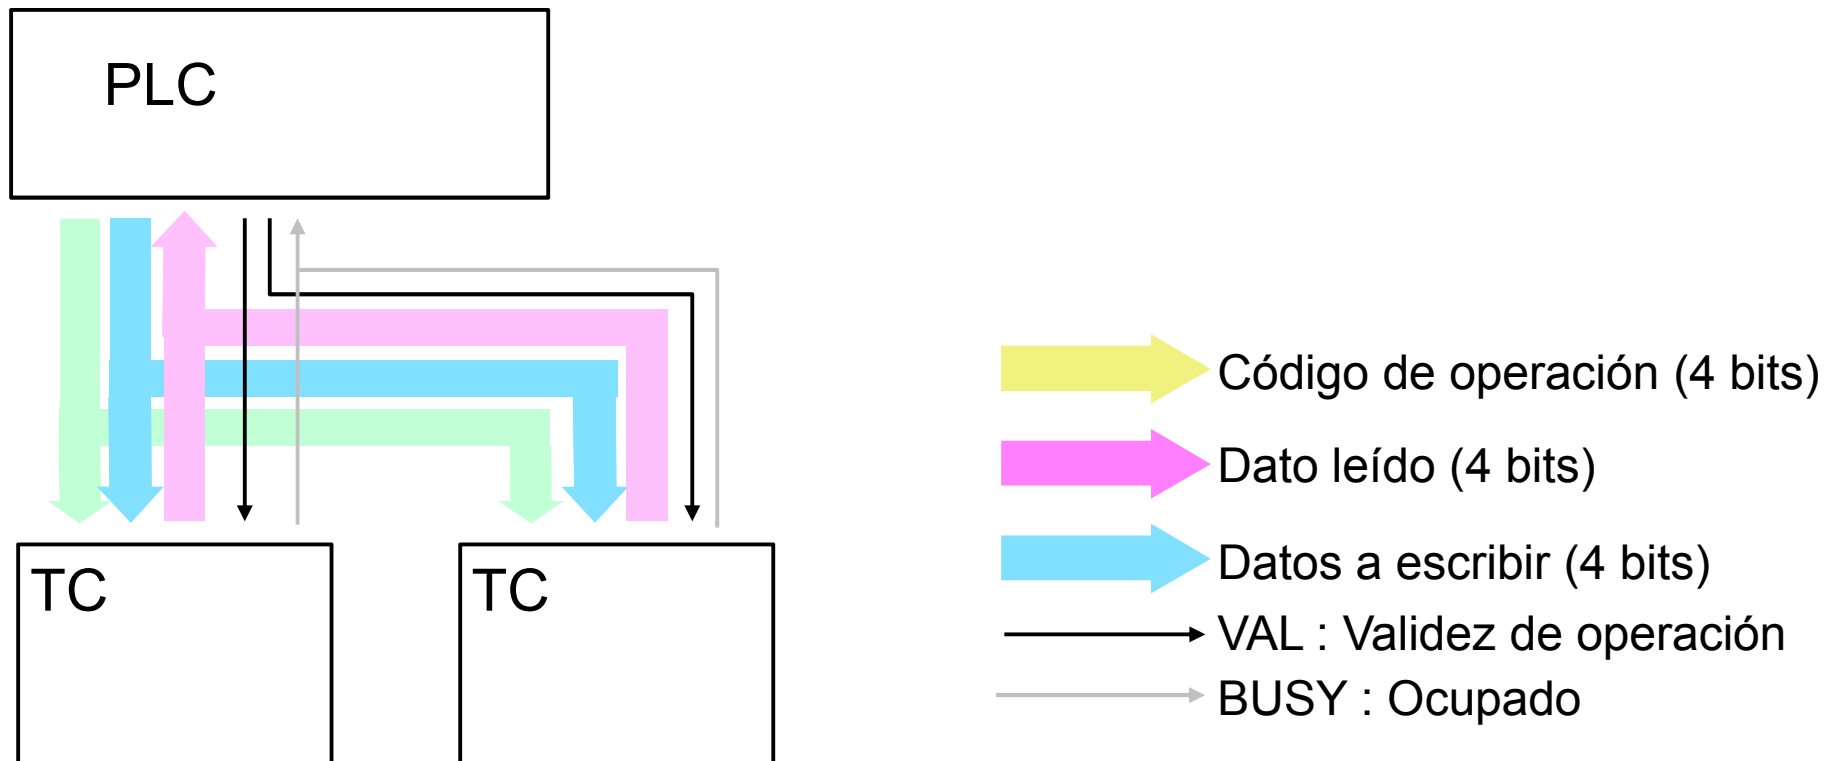 PLC
TC
TC
Código de operación (4 bits)
Dato leído (4 bits)
Datos a escribir (4 bits)
VAL : Validez de operación
BUSY : Ocupado